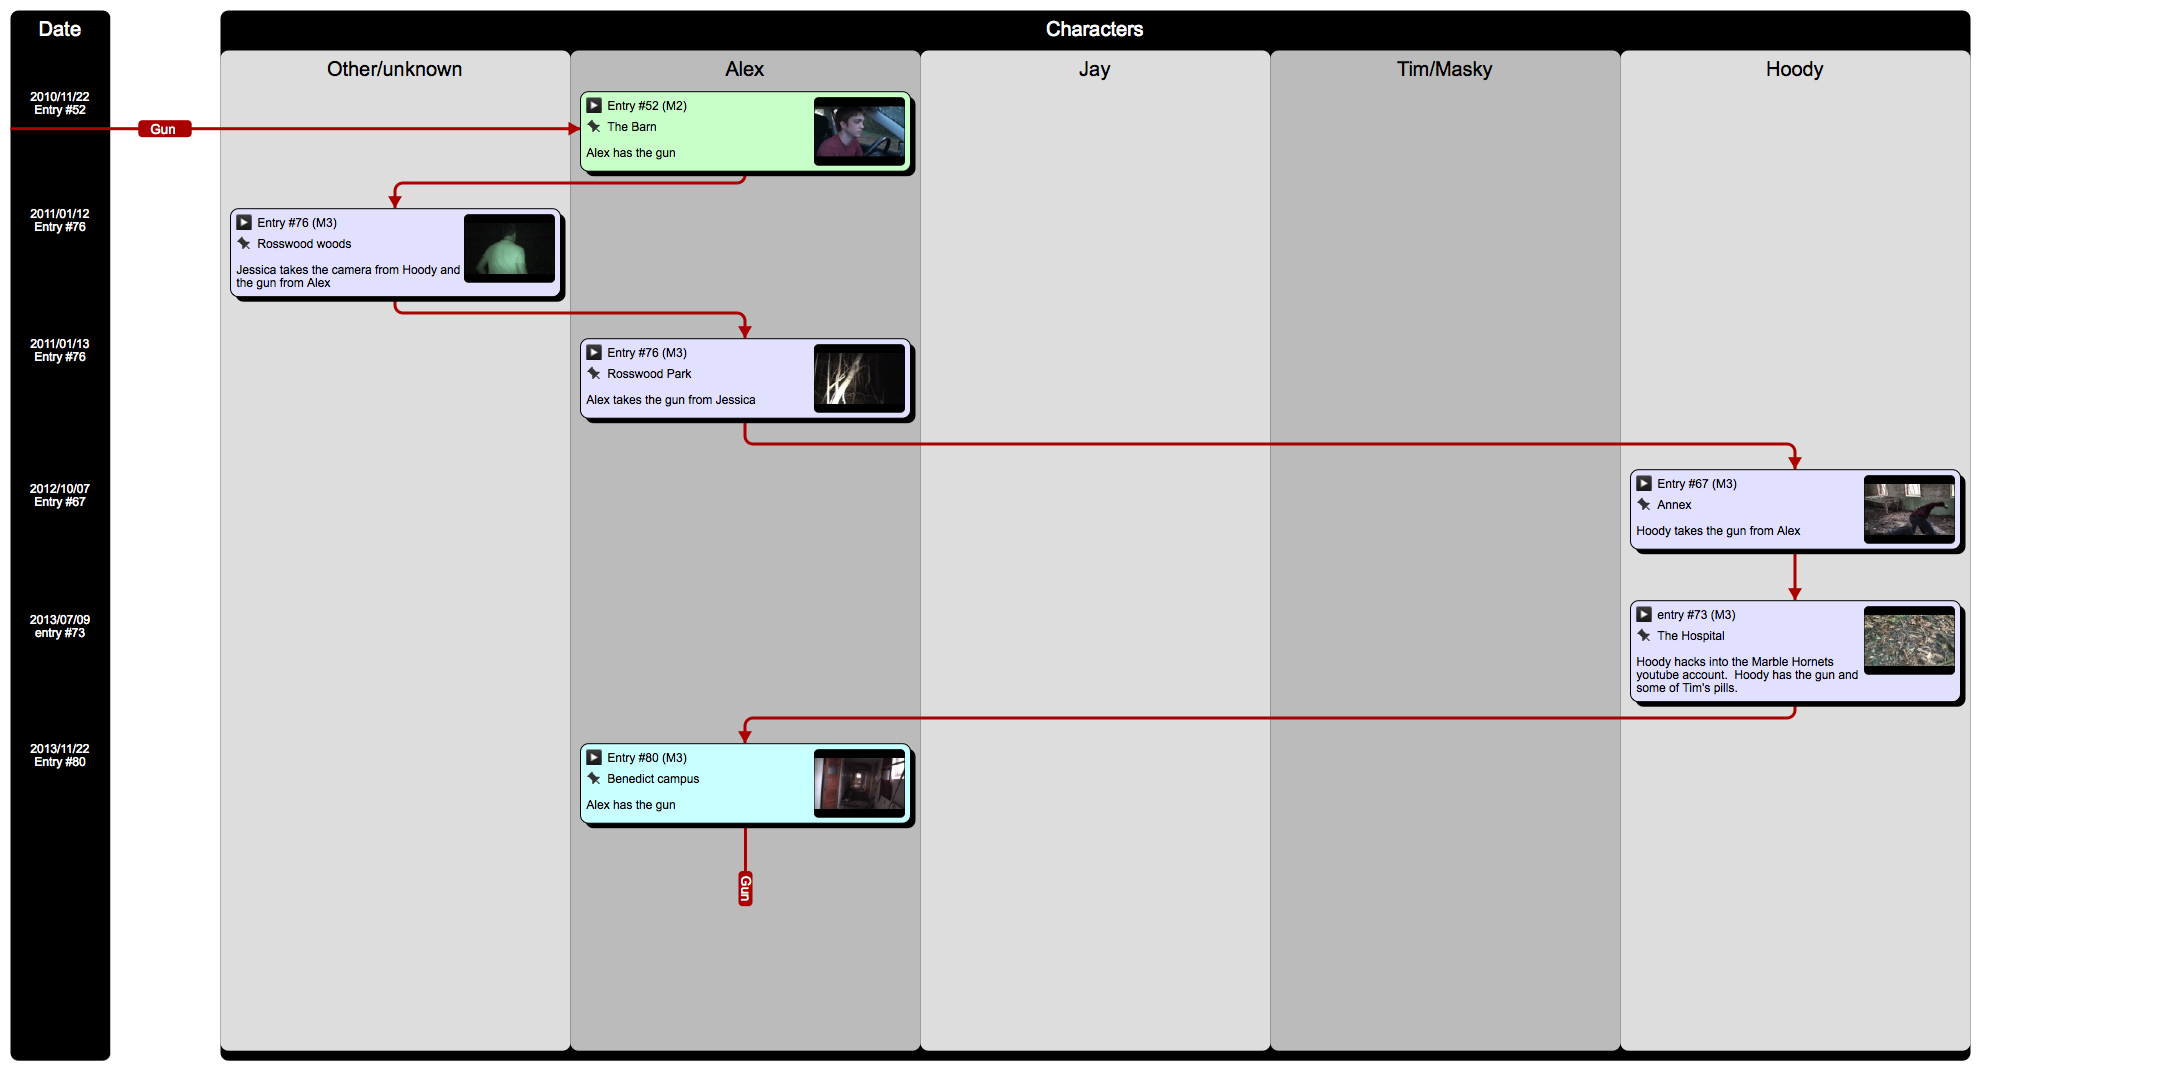 Date
Characters
Other/unknown
Alex
Jay
Tim/Masky
Hoody
2010/11/22
Entry #52
Gun
Entry #52 (M2)
The Barn
Alex has the gun
2011/01/12
Entry #76
Entry #76 (M3)
Rosswood woods
Jessica takes the camera from Hoody and
the gun from Alex
2011/01/13
Entry #76
Entry #76 (M3)
Rosswood Park
Alex takes the gun from Jessica
2012/10/07
Entry #67
Entry #67 (M3)
Annex
Hoody takes the gun from Alex
2013/07/09
entry #73
entry #73 (M3)
The Hospital
Hoody hacks into the Marble Hornets
youtube account.  Hoody has the gun and
some of Tim's pills.
2013/11/22
Entry #80
Entry #80 (M3)
Benedict campus
Alex has the gun
Gun